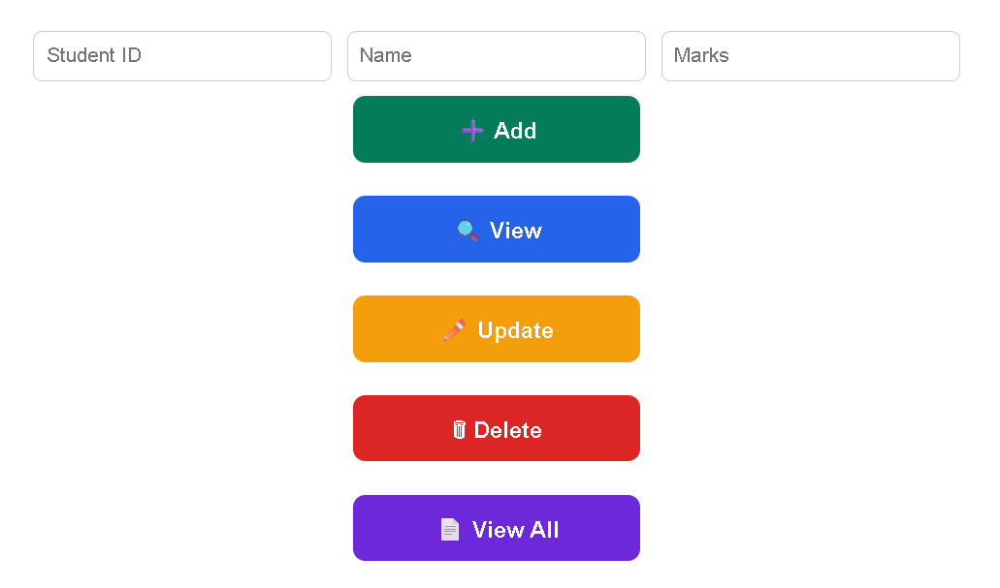 Student ID Name Marks
➕ Add
🔍 View
✏️ Update
🗑 Delete
📄 View All